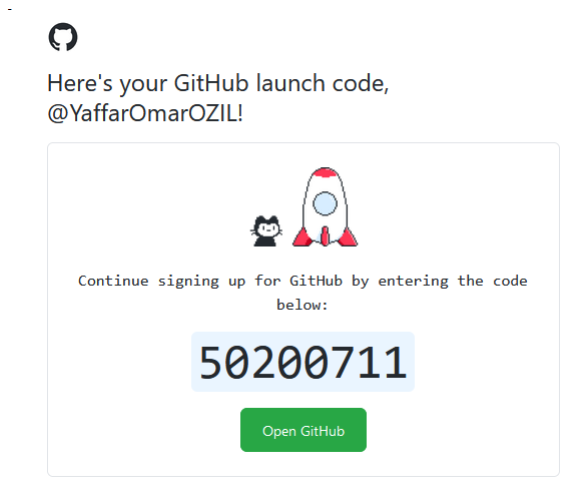 -
Here's your GitHub launch code,
@YaffarOmarOZIL!
Continue signing up for GitHub by entering the code
below:
50200711
Open GitHub